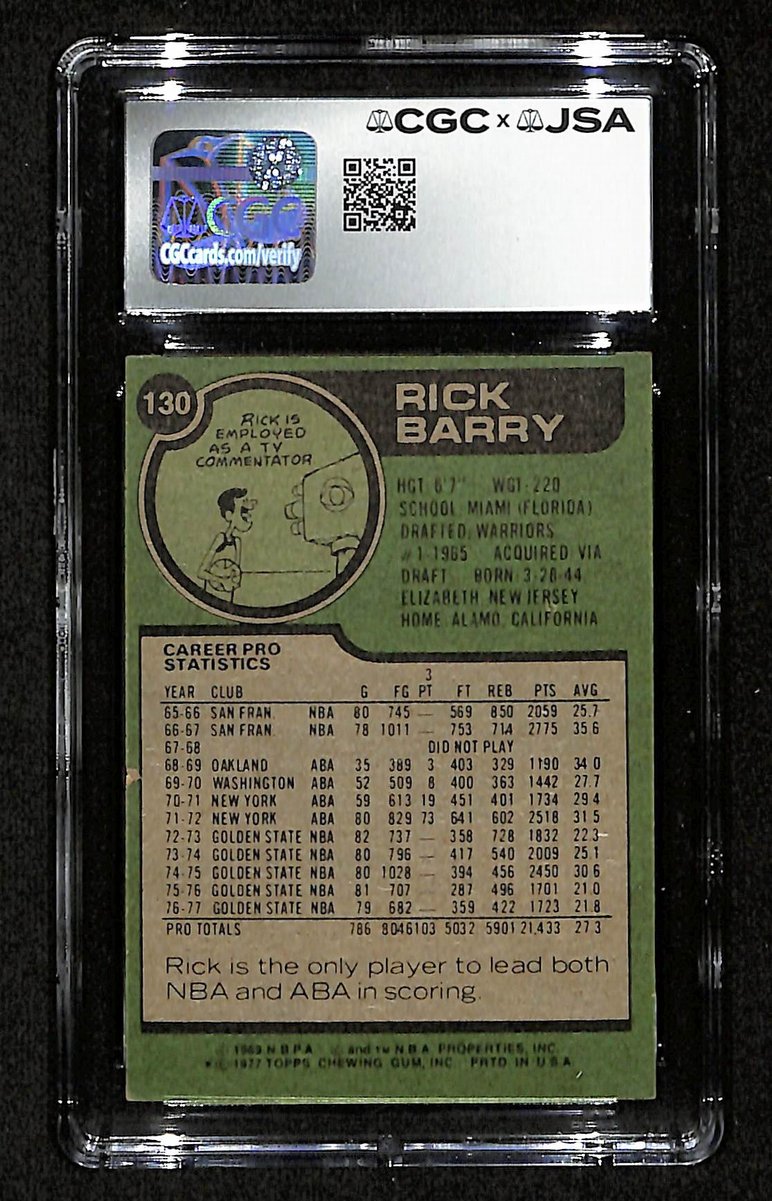 CGC x JSA
CGC
CGCcards.com/verify
130
RICK IS
EMPLOYED
AS A TV
COMMENTATOR
RICK
BARRY
HGT 6'7" WGT 220
SCHOOL MIAMI (FLORIDA)
DRAFTED, WARRIORS
#1-1965 ACQUIRED VIA
DRAFT BORN 3-28-44
ELIZABETH NEW JERSEY
HOME ALAMO, CALIFORNIA
CAREER PRO
STATISTICS
YEAR CLUB G FG 3 PT FT REB PTS AVG
65-66 SAN FRAN. NBA 80 745 — 569 850 2059 25.7
66-67 SAN FRAN. NBA 78 1011 — 753 714 2775 35.6
67-68 DID NOT PLAY
68-69 OAKLAND ABA 35 389 3 403 329 1190 34.0
69-70 WASHINGTON ABA 52 509 8 400 363 1442 27.7
70-71 NEW YORK ABA 59 613 19 451 401 1734 29.4
71-72 NEW YORK ABA 80 829 73 641 602 2518 31.5
72-73 GOLDEN STATE NBA 82 737 — 358 728 1832 22.3
73-74 GOLDEN STATE NBA 80 796 — 417 540 2009 25.1
74-75 GOLDEN STATE NBA 80 1028 — 394 456 2450 30.6
75-76 GOLDEN STATE NBA 81 707 — 287 496 1701 21.0
76-77 GOLDEN STATE NBA 79 682 — 359 422 1723 21.8
PRO TOTALS 786 8046 103 5032 5901 21,433 27.3
Rick is the only player to lead both
NBA and ABA in scoring.
© 1969 N.B.P.A. © and TM N.B.A. PROPERTIES, INC.
* © 1977 TOPPS CHEWING GUM, INC. PRTD IN U.S.A.